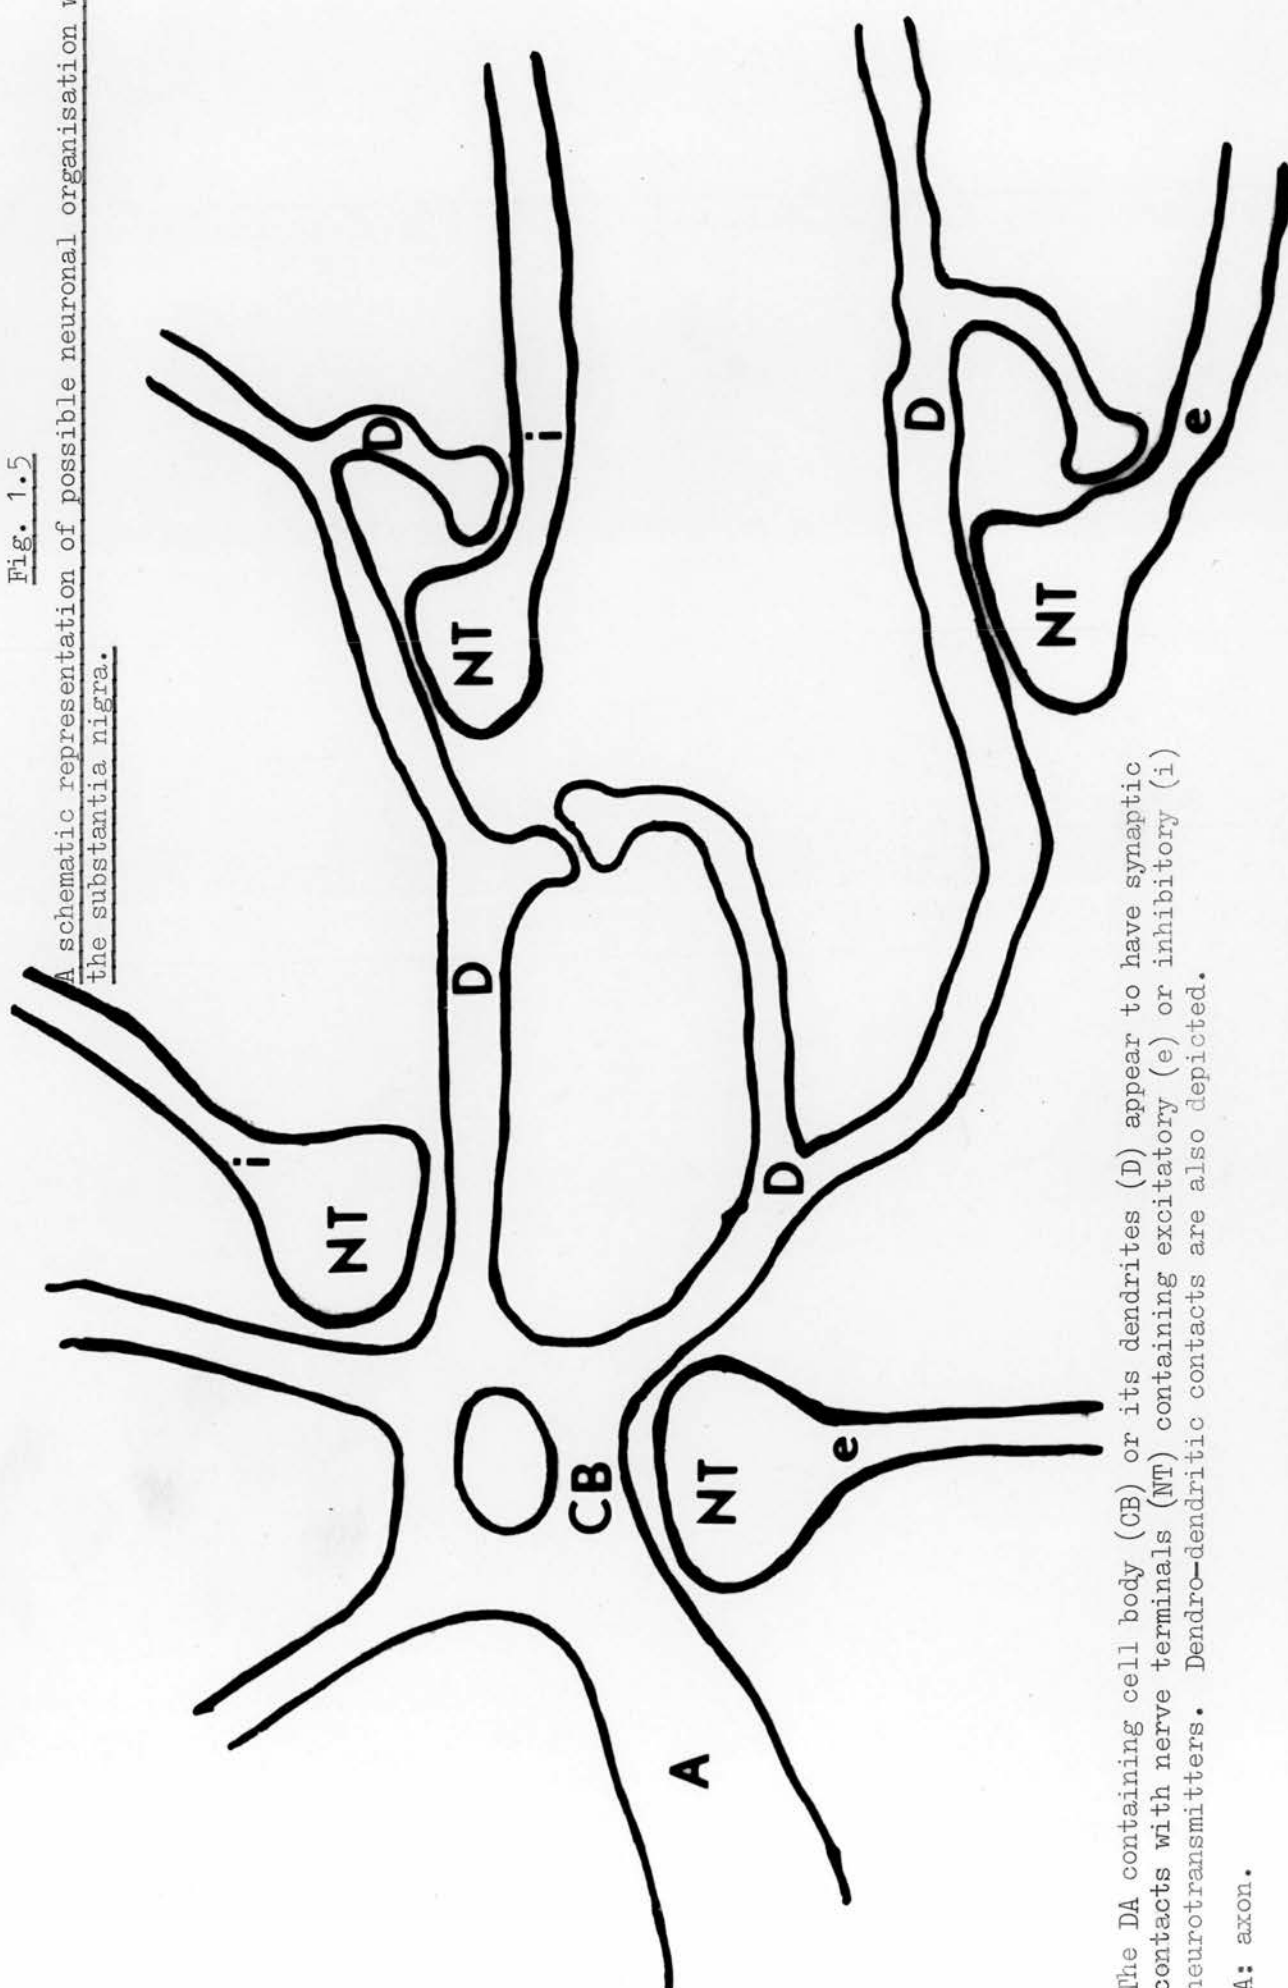 Fig. 1.5
A schematic representation of possible neuronal organisation
the substantia nigra.
i
NT
D
D
i
NT
D
e
NT
D
CB
NT
e
A
The DA containing cell body (CB) or its dendrites (D) appear to have synaptic
contacts with nerve terminals (NT) containing excitatory (e) or inhibitory (i)
neurotransmitters. Dendro-dendritic contacts are also depicted.
A: axon.